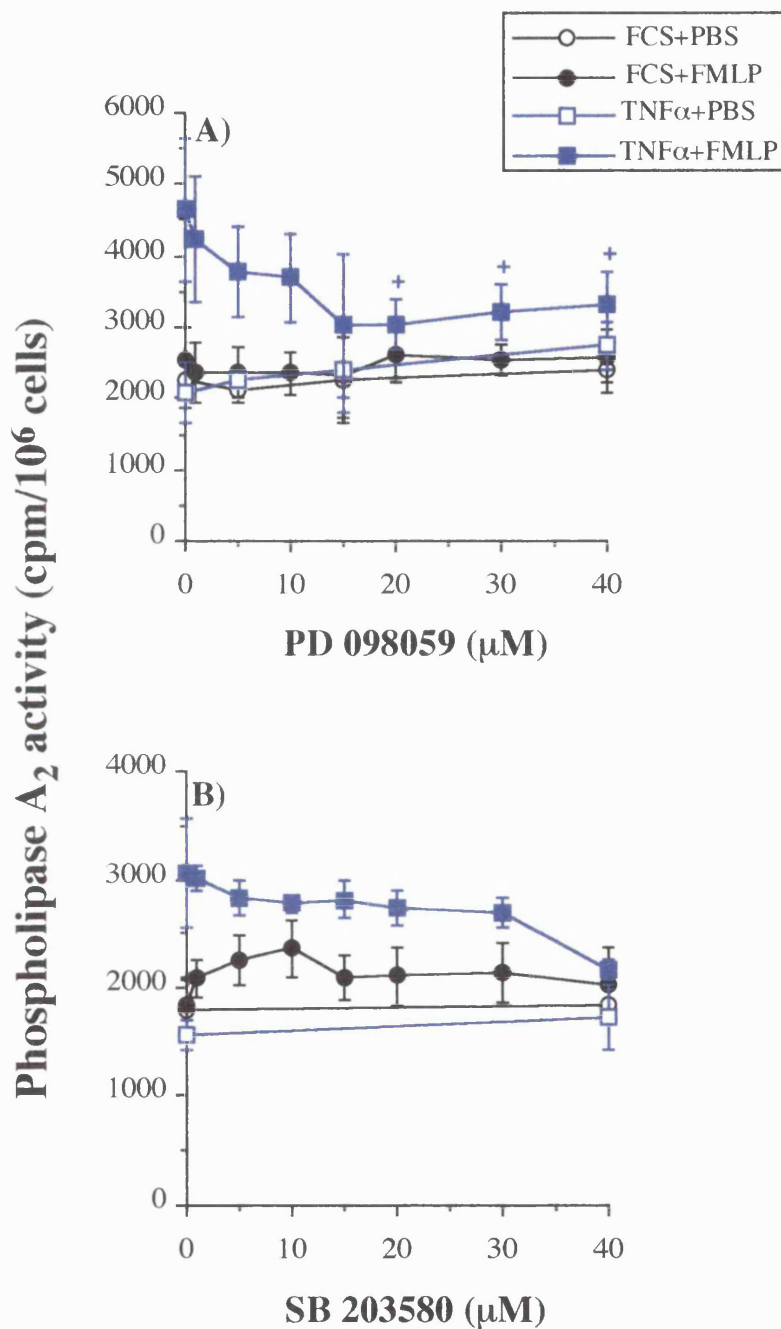 FCS+PBS
FCS+FMLP
TNFα+PBS
TNFα+FMLP
Phospholipase A₂ activity (cpm/10⁶ cells)
A)
6000
5000
4000
3000
2000
1000
0
+ + +
0 10 20 30 40
PD 098059 (μM)
B)
4000
3000
2000
1000
0
0 10 20 30 40
SB 203580 (μM)